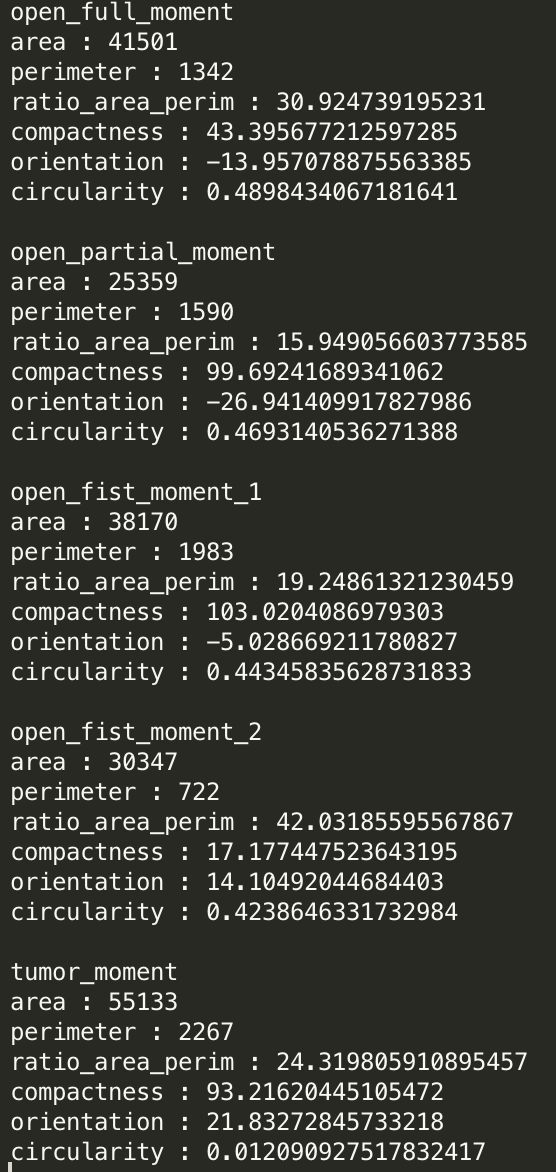 open_full_moment
area : 41501
perimeter : 1342
ratio_area_perim : 30.924739195231
compactness : 43.395677212597285
orientation : -13.957078875563385
circularity : 0.4898434067181641
open_partial_moment
area : 25359
perimeter : 1590
ratio_area_perim : 15.949056603773585
compactness : 99.69241689341062
orientation : -26.941409917827986
circularity : 0.4693140536271388
open_fist_moment_1
area : 38170
perimeter : 1983
ratio_area_perim : 19.24861321230459
compactness : 103.0204086979303
orientation : -5.028669211780827
circularity : 0.44345835628731833
open_fist_moment_2
area : 30347
perimeter : 722
ratio_area_perim : 42.03185595567867
compactness : 17.177447523643195
orientation : 14.10492044684403
circularity : 0.4238646331732984
tumor_moment
area : 55133
perimeter : 2267
ratio_area_perim : 24.319805910895457
compactness : 93.21620445105472
orientation : 21.83272845733218
circularity : 0.012090927517832417